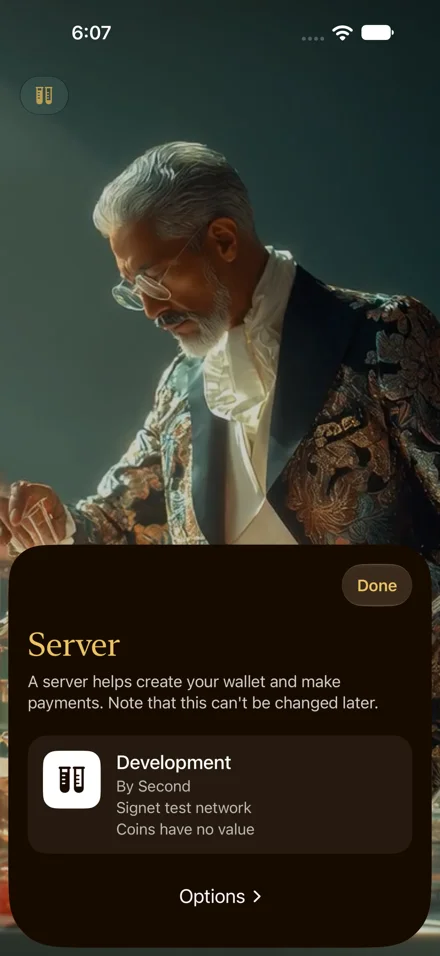 6:07
Done
Server
A server helps create your wallet and make
payments. Note that this can't be changed later.
Development
By Second
Signet test network
Coins have no value
Options